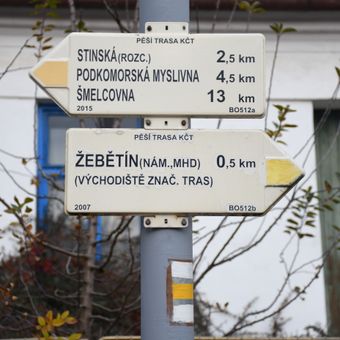 PĚŠÍ TRASA KČT
STINSKÁ(ROZC.) 2,5 km
PODKOMORSKÁ MYSLIVNA 4,5 km
ŠMELCOVNA 13 km
2015 BO512a
PĚŠÍ TRASA KČT
ŽEBĚTÍN(NÁM.,MHD) 0,5 km
(VÝCHODIŠTĚ ZNAČ. TRAS)
2007 BO512b